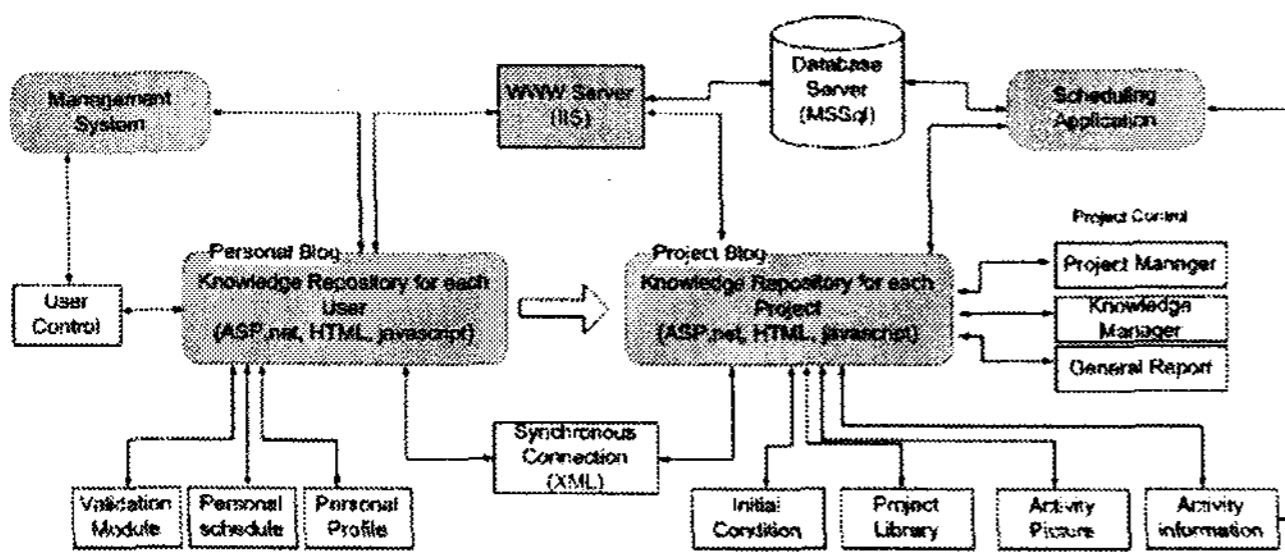 Management
System
WWW Server
(IIS)
Database
Server
(MSSql)
Scheduling
Application
Personal Blog
Knowledge Repository for each
User
(ASP.net, HTML, javascript)
Project Blog
Knowledge Repository for each
Project
(ASP.net, HTML, javascript)
Project Control
Project Manager
Knowledge
Manager
General Report
User
Control
Synchronous
Connection
(XML)
Validation
Module
Personal
schedule
Personal
Profile
Initial
Condition
Project
Library
Activity
Picture
Activity
information